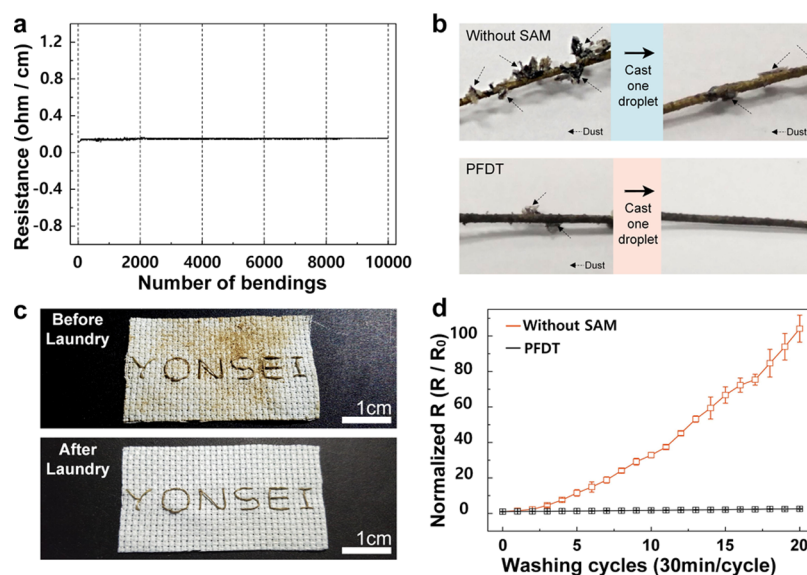 a
1.2
0.8
0.4
0.0
-0.4
-0.8
Resistance (ohm / cm)
0
2000
4000
6000
8000
10000
Number of bendings
b
Without SAM
Cast
one
droplet
Dust
Dust
PFDT
Cast
one
droplet
Dust
c
Before
Laundry
YONSEI
1cm
After
Laundry
YONSEI
1cm
d
Without SAM
PFDT
100
80
60
40
20
0
Normalized R (R / R₀)
0
5
10
15
20
Washing cycles (30min/cycle)